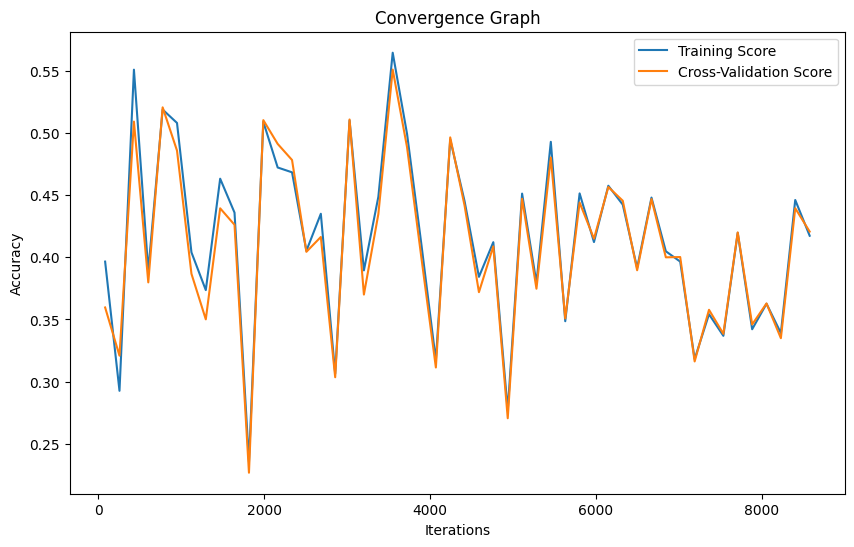 Convergence Graph
Training Score
Cross-Validation Score
0.55
0.50
0.45
0.40
0.35
0.30
0.25
Accuracy
0
2000
4000
6000
8000
Iterations